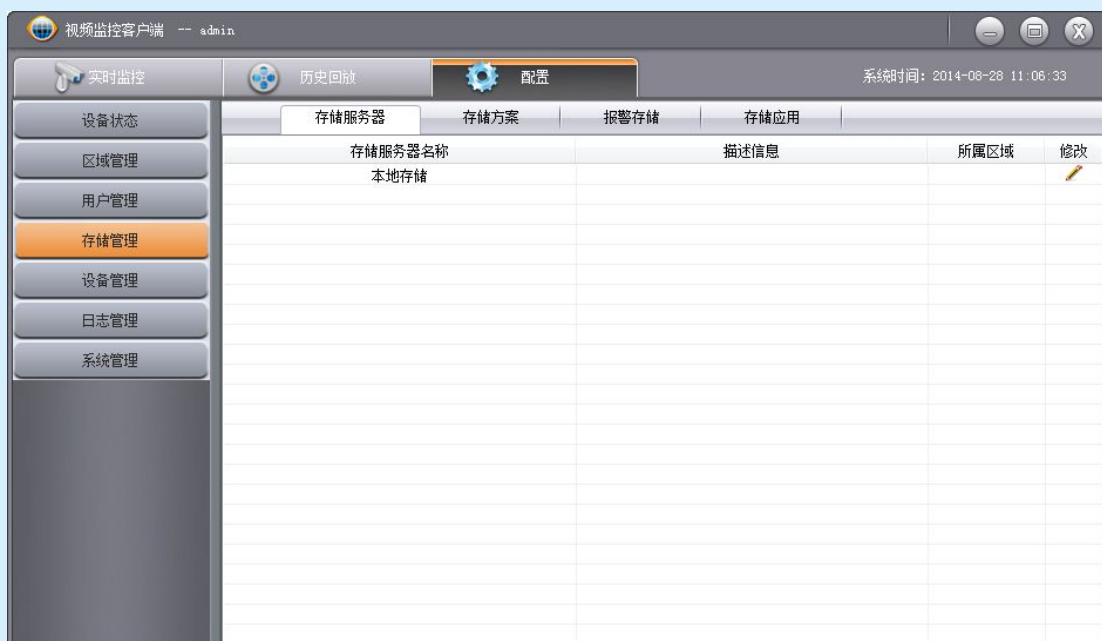 视频监控客户端 -- admin
实时监控 历史回放 配置 系统时间：2014-08-28 11:06:33
设备状态
区域管理
用户管理
存储管理
设备管理
日志管理
系统管理
存储服务器 存储方案 报警存储 存储应用
存储服务器名称 描述信息 所属区域 修改
本地存储